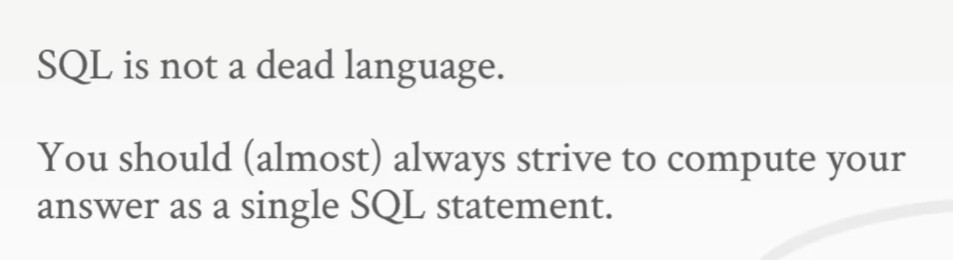 SQL is not a dead language.
You should (almost) always strive to compute your
answer as a single SQL statement.